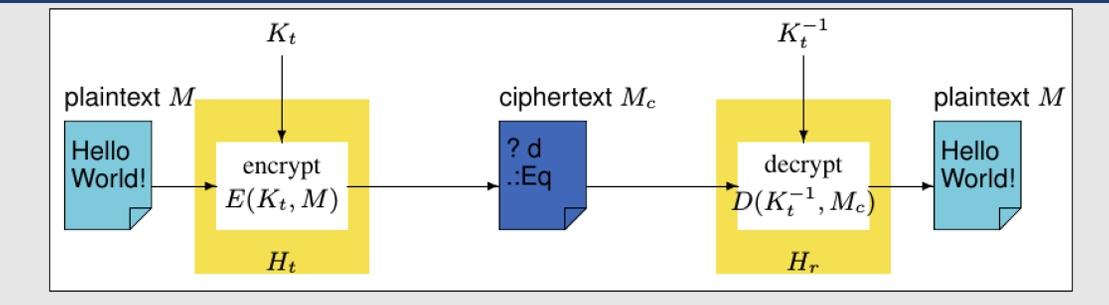 K_t
K_t^{-1}
plaintext M
ciphertext M_c
plaintext M
Hello
World!
encrypt
E(K_t, M)
? d
.:Eq
decrypt
D(K_t^{-1}, M_c)
Hello
World!
H_t
H_r